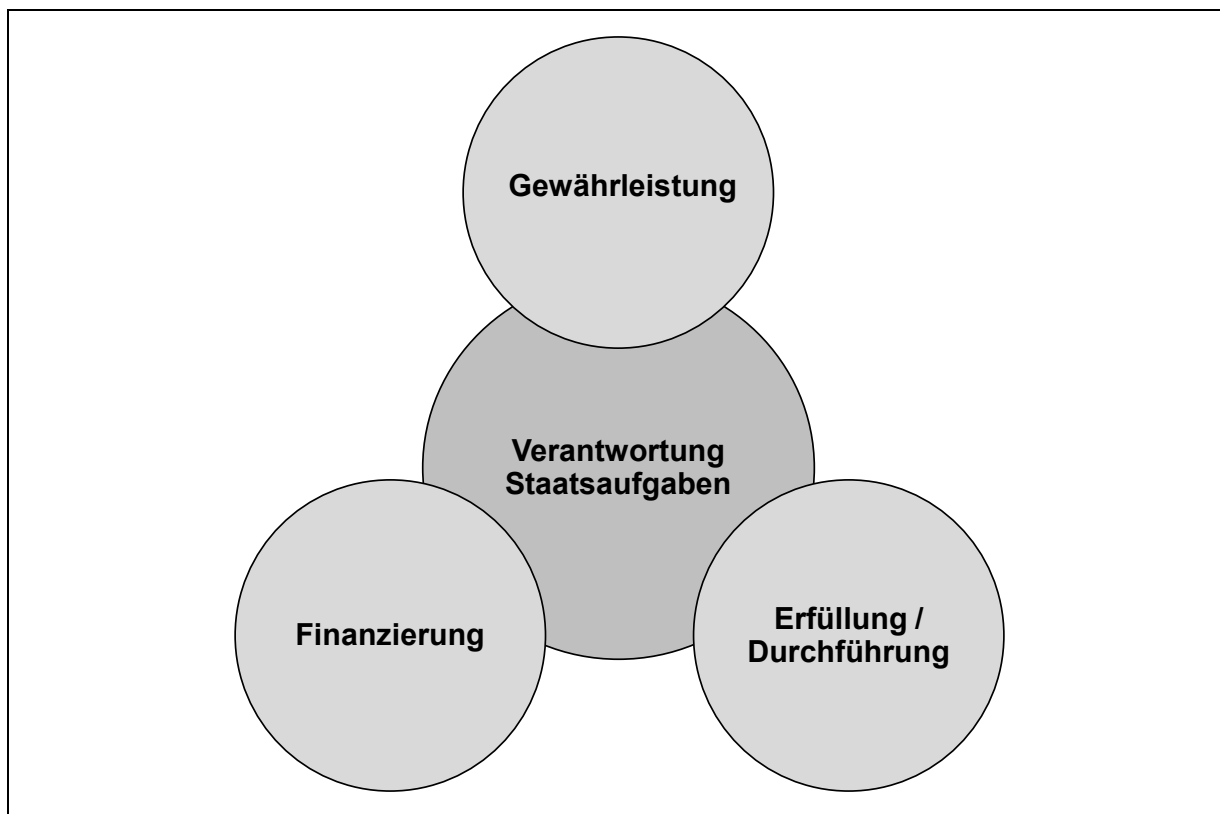 Gewährleistung
Verantwortung
Staatsaufgaben
Finanzierung
Erfüllung /
Durchführung